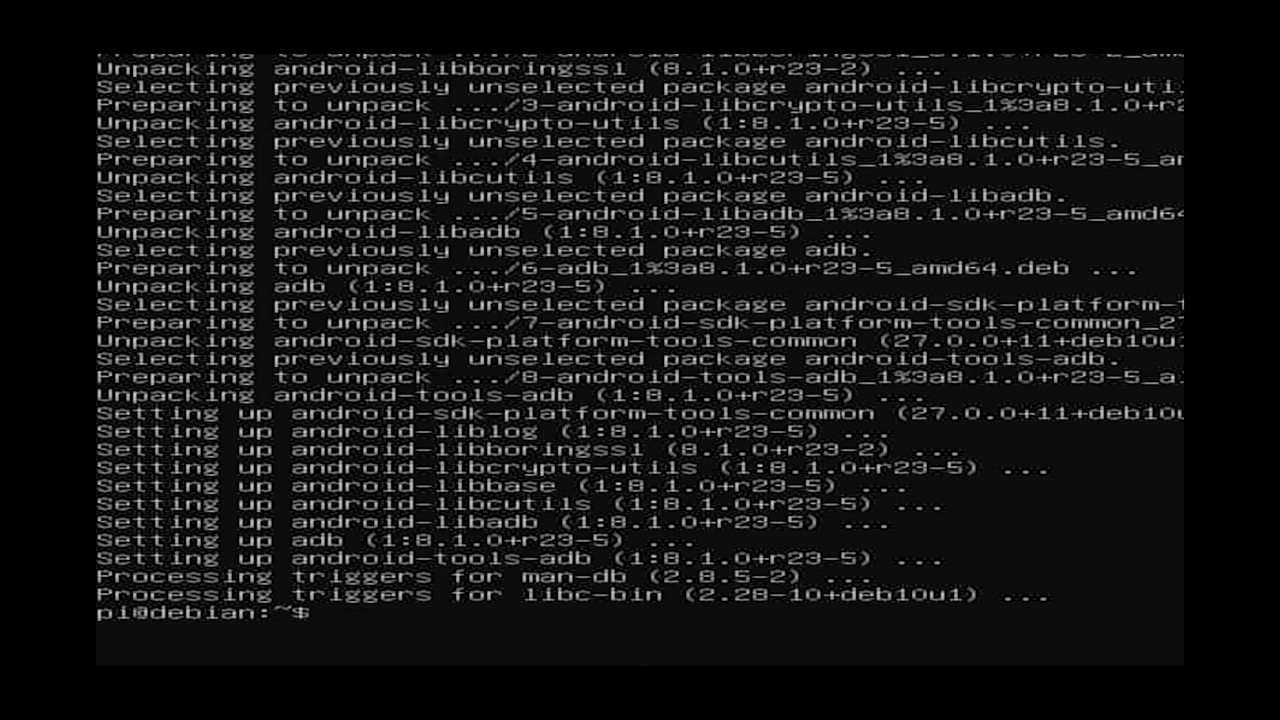 Unpacking android-libboringssl (8.1.0+r23-2) ...
Selecting previously unselected package android-libcrypto-uti
Preparing to unpack .../3-android-libcrypto-utils_1%3a8.1.0+r2
Unpacking android-libcrypto-utils (1:8.1.0+r23-5) ...
Selecting previously unselected package android-libcutils.
Preparing to unpack .../4-android-libcutils_1%3a8.1.0+r23-5_am
Unpacking android-libcutils (1:8.1.0+r23-5) ...
Selecting previously unselected package android-libadb.
Preparing to unpack .../5-android-libadb_1%3a8.1.0+r23-5_amd64
Unpacking android-libadb (1:8.1.0+r23-5) ...
Selecting previously unselected package adb.
Preparing to unpack .../6-adb_1%3a8.1.0+r23-5_amd64.deb ...
Unpacking adb (1:8.1.0+r23-5) ...
Selecting previously unselected package android-sdk-platform-t
Preparing to unpack .../7-android-sdk-platform-tools-common_27
Unpacking android-sdk-platform-tools-common (27.0.0+11+deb10u1
Selecting previously unselected package android-tools-adb.
Preparing to unpack .../8-android-tools-adb_1%3a8.1.0+r23-5_a
Unpacking android-tools-adb (1:8.1.0+r23-5) ...
Setting up android-sdk-platform-tools-common (27.0.0+11+deb10u
Setting up android-liblog (1:8.1.0+r23-5) ...
Setting up android-libboringssl (8.1.0+r23-2) ...
Setting up android-libcrypto-utils (1:8.1.0+r23-5) ...
Setting up android-libbase (1:8.1.0+r23-5) ...
Setting up android-libcutils (1:8.1.0+r23-5) ...
Setting up android-libadb (1:8.1.0+r23-5) ...
Setting up adb (1:8.1.0+r23-5) ...
Setting up android-tools-adb (1:8.1.0+r23-5) ...
Processing triggers for man-db (2.8.5-2) ...
Processing triggers for libc-bin (2.28-10+deb10u1) ...
pi@debian:~$